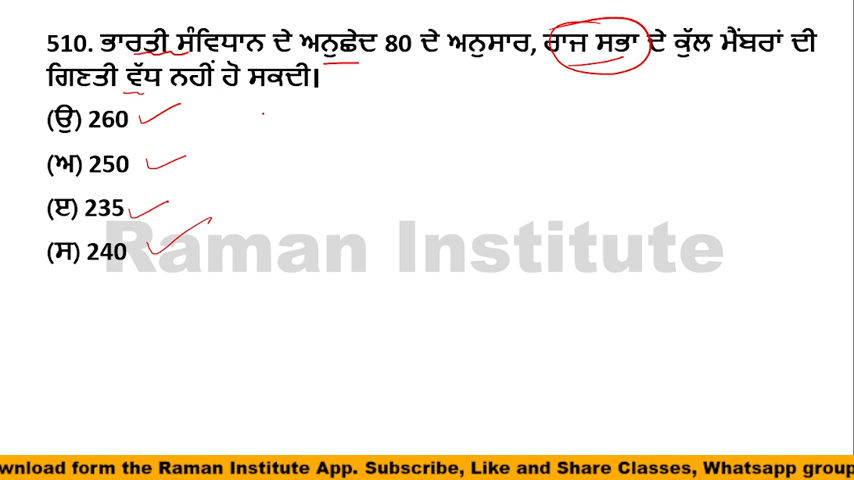 510. ਭਾਰਤੀ ਸੰਵਿਧਾਨ ਦੇ ਅਨੁਛੇਦ 80 ਦੇ ਅਨੁਸਾਰ, ਰਾਜ ਸਭਾ ਦੇ ਕੁੱਲ ਮੈਂਬਰਾਂ ਦੀ
ਗਿਣਤੀ ਵੱਧ ਨਹੀਂ ਹੋ ਸਕਦੀ।
(ਉ) 260
(ਅ) 250
(ੲ) 235
(ਸ) 240
Raman Institute
wnload form the Raman Institute App. Subscribe, Like and Share Classes, Whatsapp group